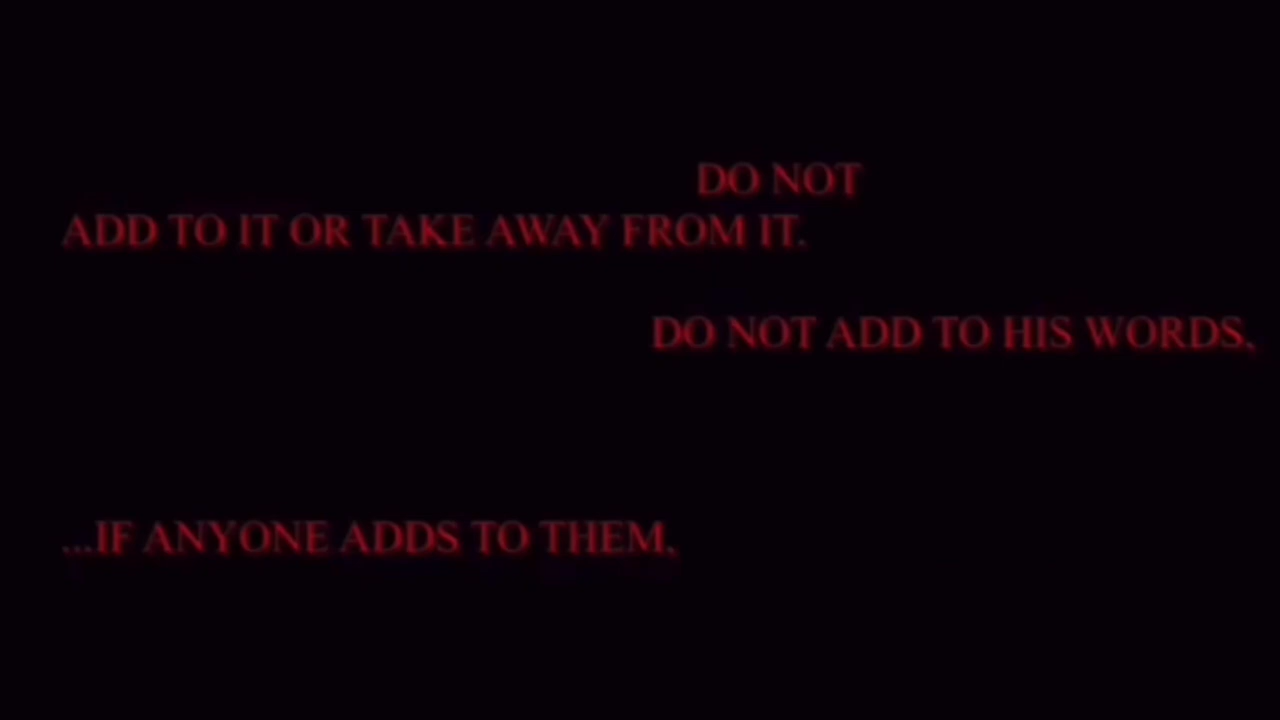 DO NOT
ADD TO IT OR TAKE AWAY FROM IT.
DO NOT ADD TO HIS WORDS,
...IF ANYONE ADDS TO THEM,